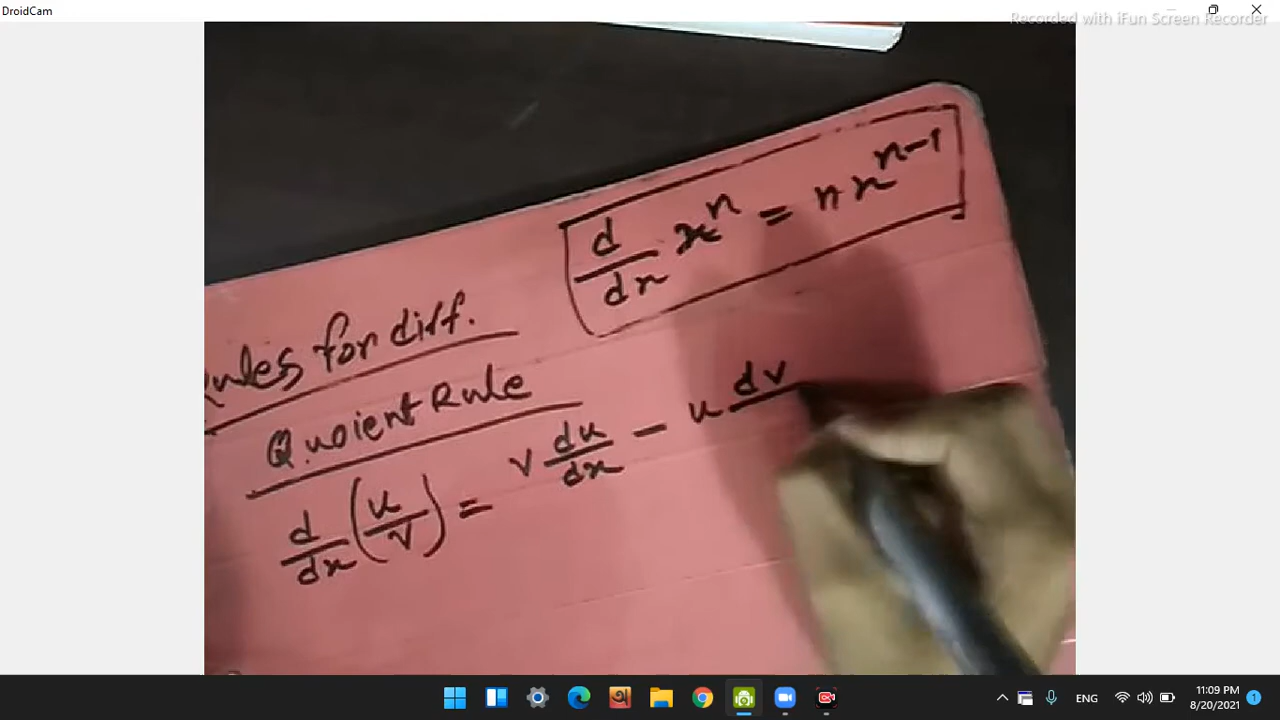 DroidCam
Recorded with iFun Screen Recorder
d/dx x^n = n x^(n-1)
Rules for diff.
Quoient Rule
d/dx (u/v) = v du/dx - u dv
ENG
11:09 PM
8/20/2021
1